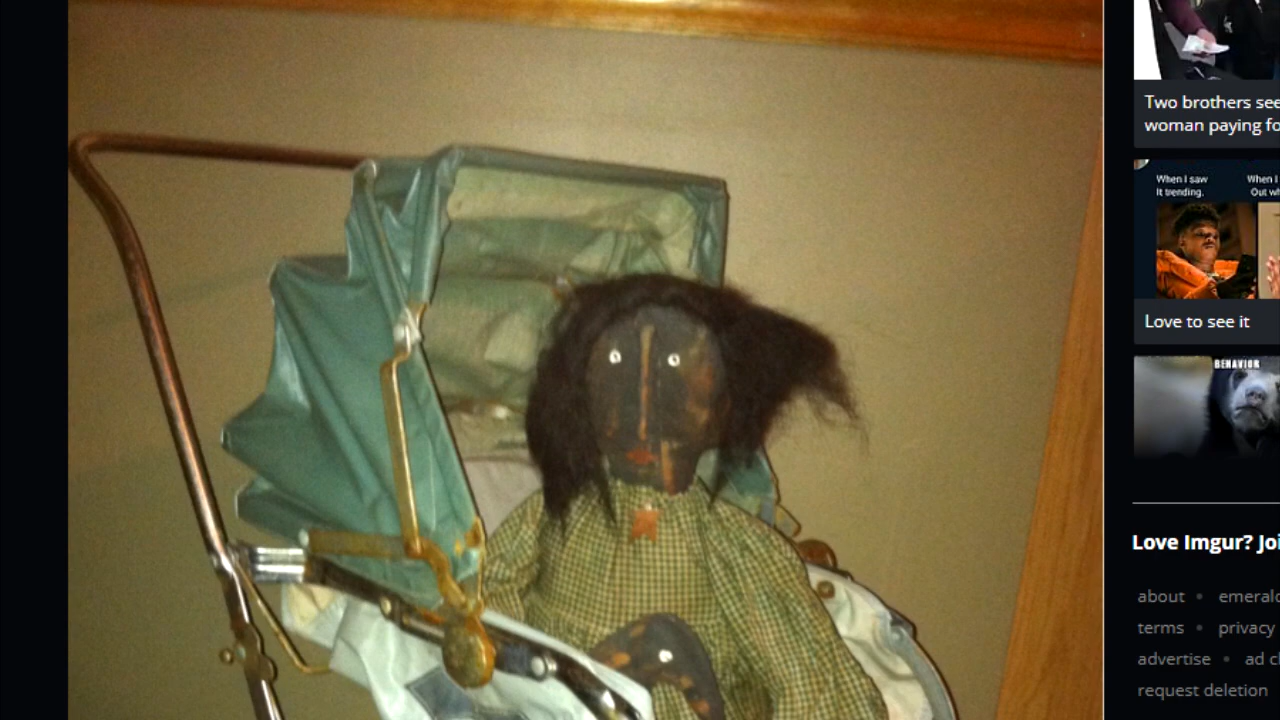 Two brothers see
woman paying fo
When I saw
It trending.
When I
Out wh
Love to see it
BEHAVIOR
Love Imgur? Joi
about • emerald
terms • privacy
advertise • ad c
request deletion